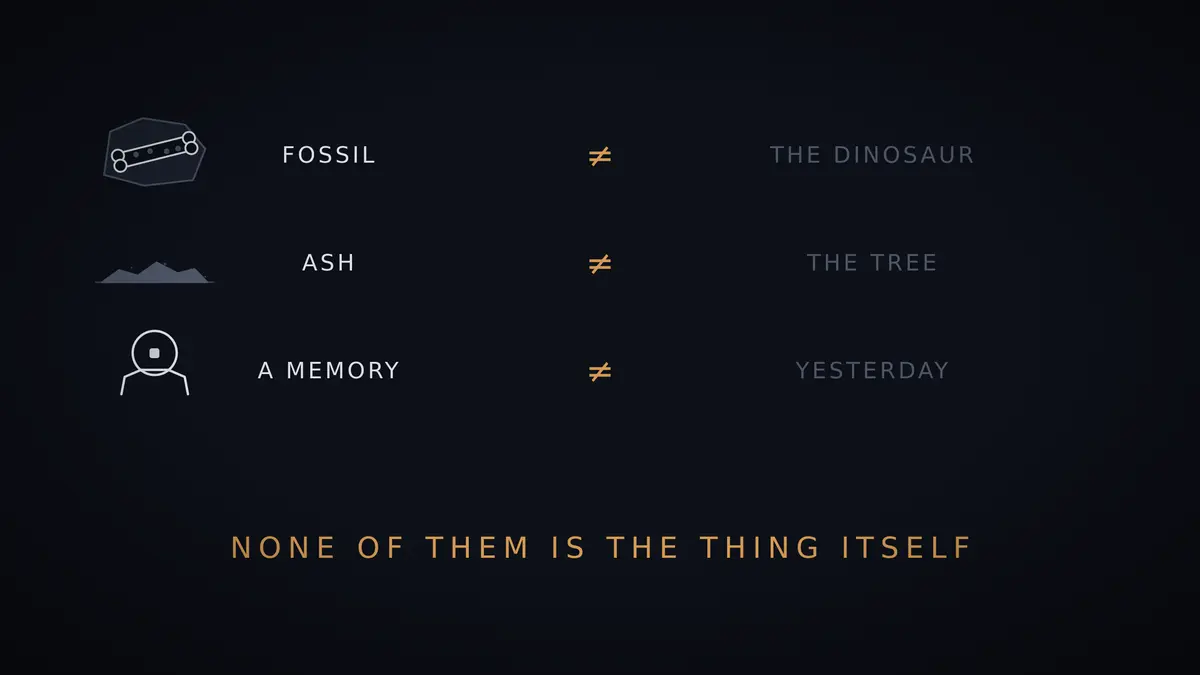 FOSSIL ≠ THE DINOSAUR
ASH ≠ THE TREE
A MEMORY ≠ YESTERDAY
NONE OF THEM IS THE THING ITSELF